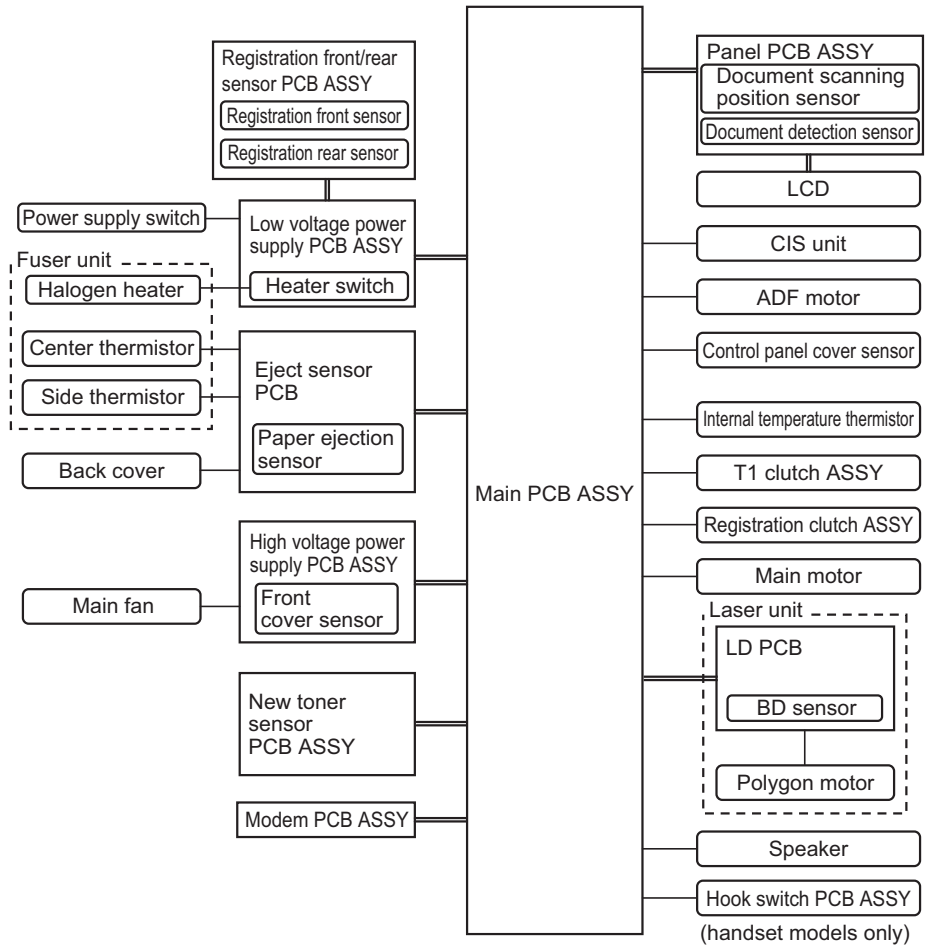 Registration front/rear
sensor PCB ASSY
Registration front sensor
Registration rear sensor
Power supply switch
Low voltage power
supply PCB ASSY
Heater switch
Fuser unit
Halogen heater
Center thermistor
Side thermistor
Eject sensor
PCB
Paper ejection
sensor
Back cover
High voltage power
supply PCB ASSY
Front
cover sensor
Main fan
New toner
sensor
PCB ASSY
Modem PCB ASSY
Main PCB ASSY
Panel PCB ASSY
Document scanning
position sensor
Document detection sensor
LCD
CIS unit
ADF motor
Control panel cover sensor
Internal temperature thermistor
T1 clutch ASSY
Registration clutch ASSY
Main motor
Laser unit
LD PCB
BD sensor
Polygon motor
Speaker
Hook switch PCB ASSY
(handset models only)